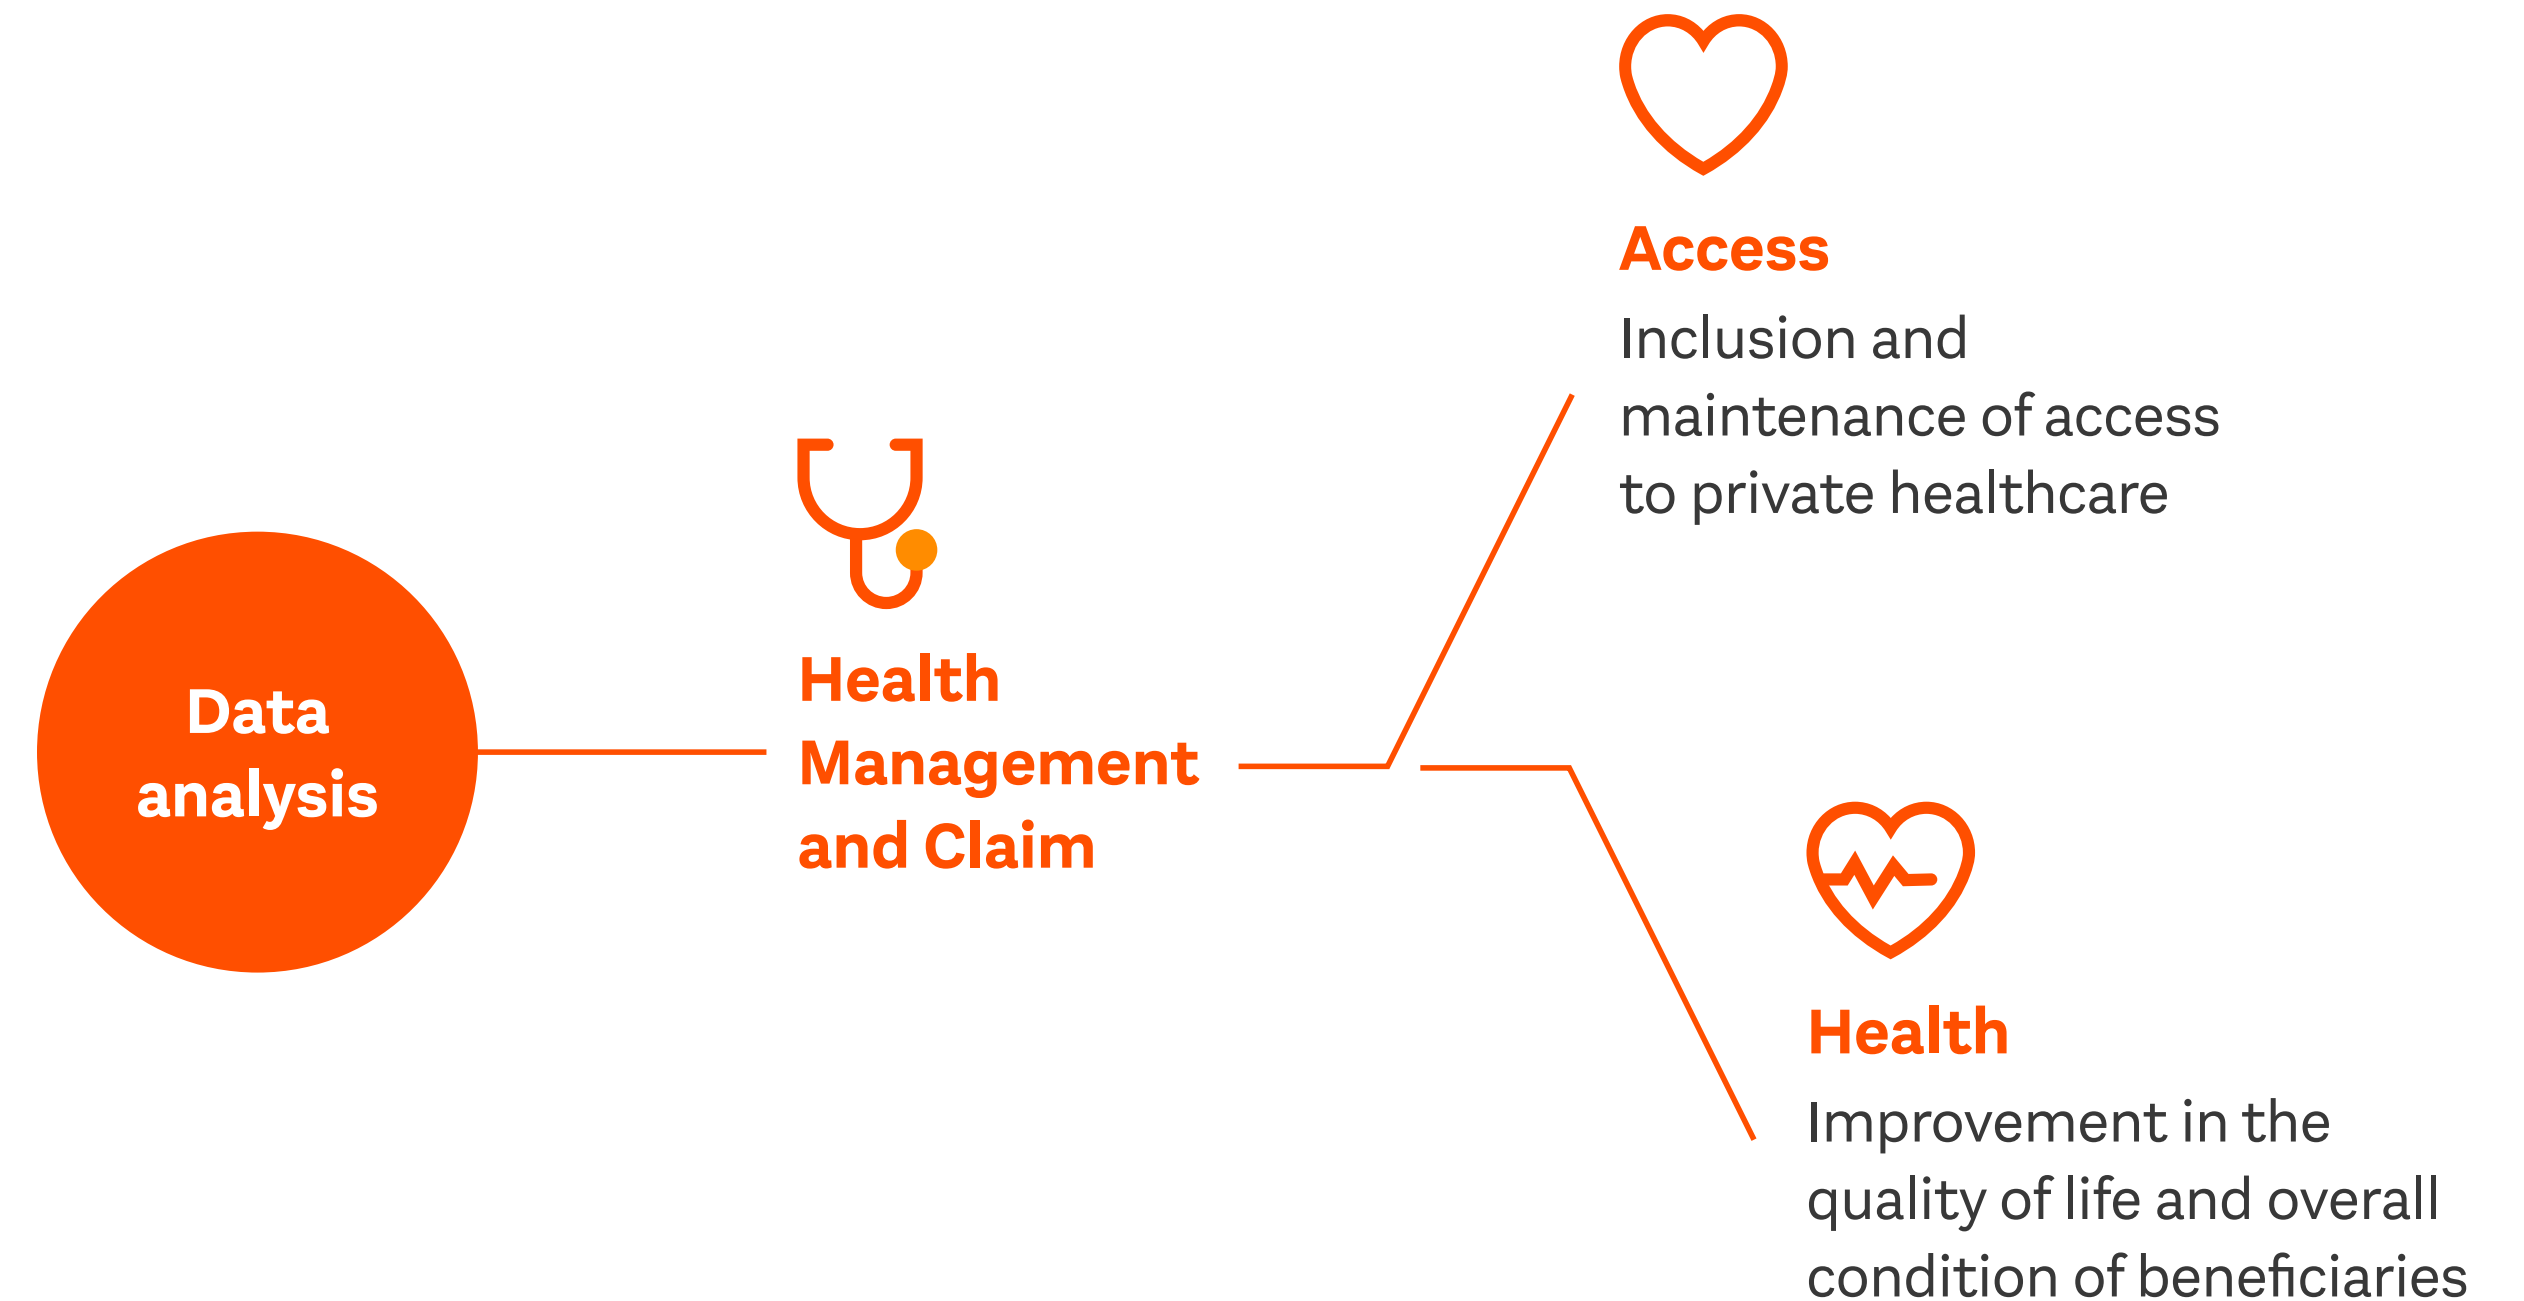 Data
analysis
Health
Management
and Claim
Access
Inclusion and
maintenance of access
to private healthcare
Health
Improvement in the
quality of life and overall
condition of beneficiaries